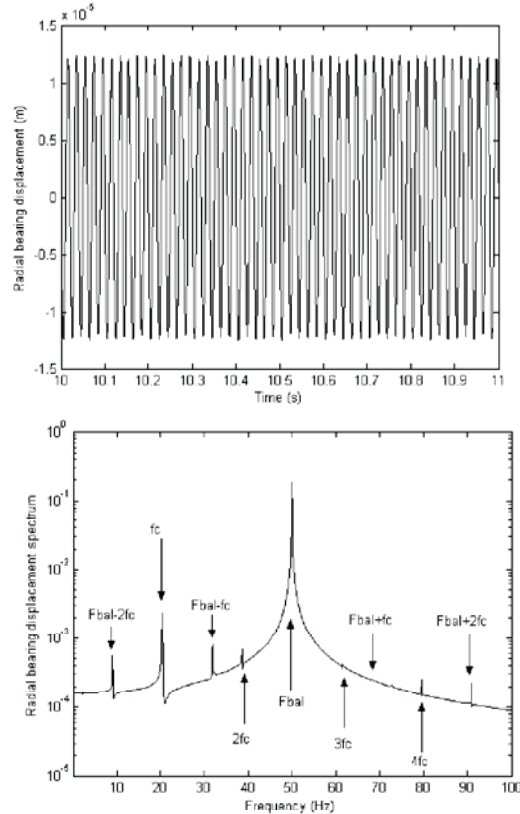 x 10^-5
1.5
1
0.5
0
-0.5
-1
-1.5
Radial bearing displacement (m)
10 10.1 10.2 10.3 10.4 10.5 10.6 10.7 10.8 10.9 11
Time (s)
10^0
10^-1
10^-2
10^-3
10^-4
10^-5
Radial bearing displacement spectrum
fc
Fbal-2fc
Fbal-fc
Fbal+fc
Fbal+2fc
2fc
Fbal
3fc
4fc
10 20 30 40 50 60 70 80 90 100
Frequency (Hz)